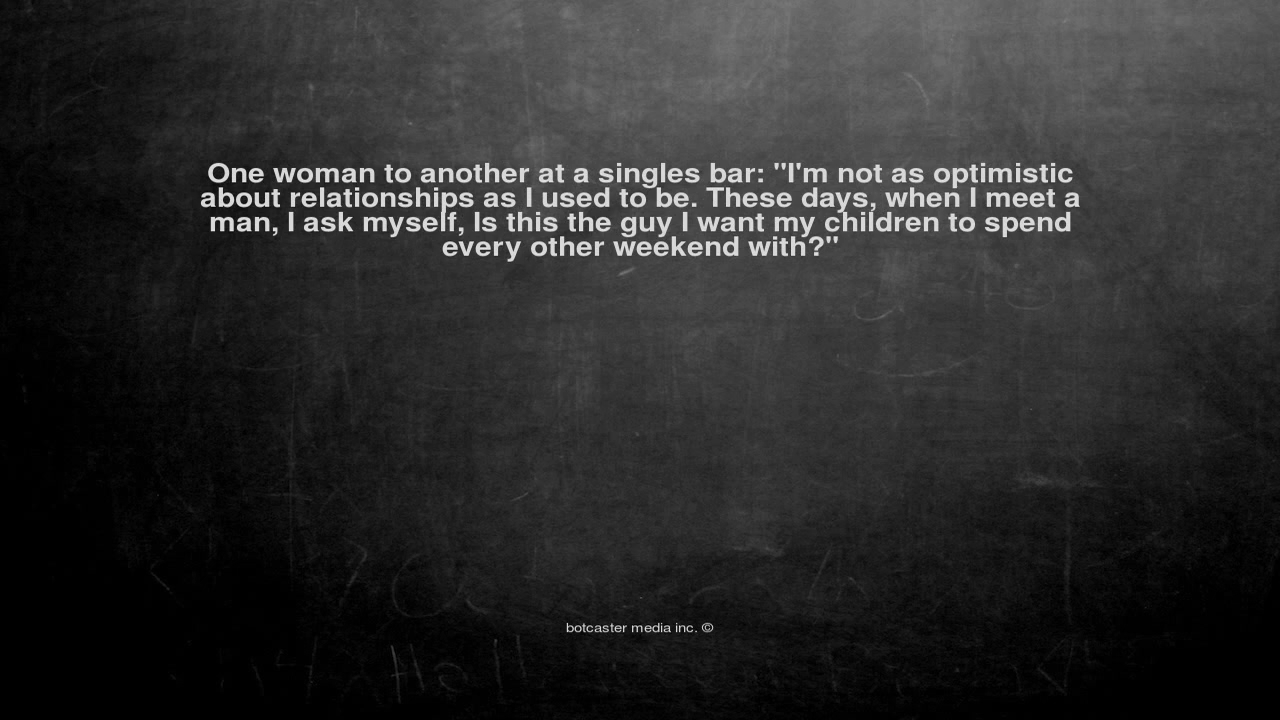 One woman to another at a singles bar: "I'm not as optimistic
about relationships as I used to be. These days, when I meet a
man, I ask myself, Is this the guy I want my children to spend
every other weekend with?"
botcaster media inc. ©